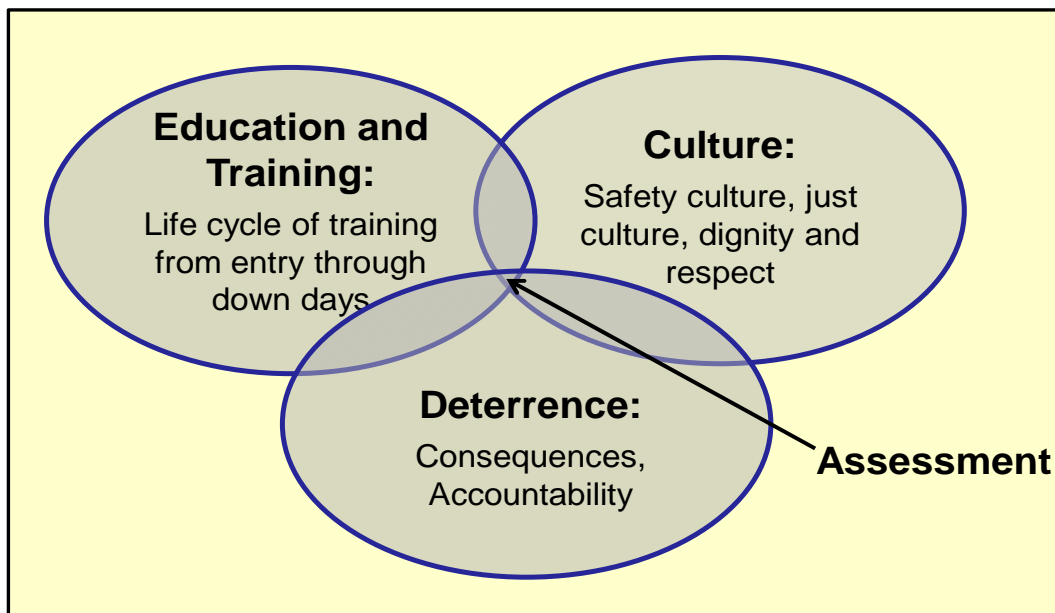 Education and
Training:
Life cycle of training
from entry through
down days
Culture:
Safety culture, just
culture, dignity and
respect
Deterrence:
Consequences,
Accountability
Assessment